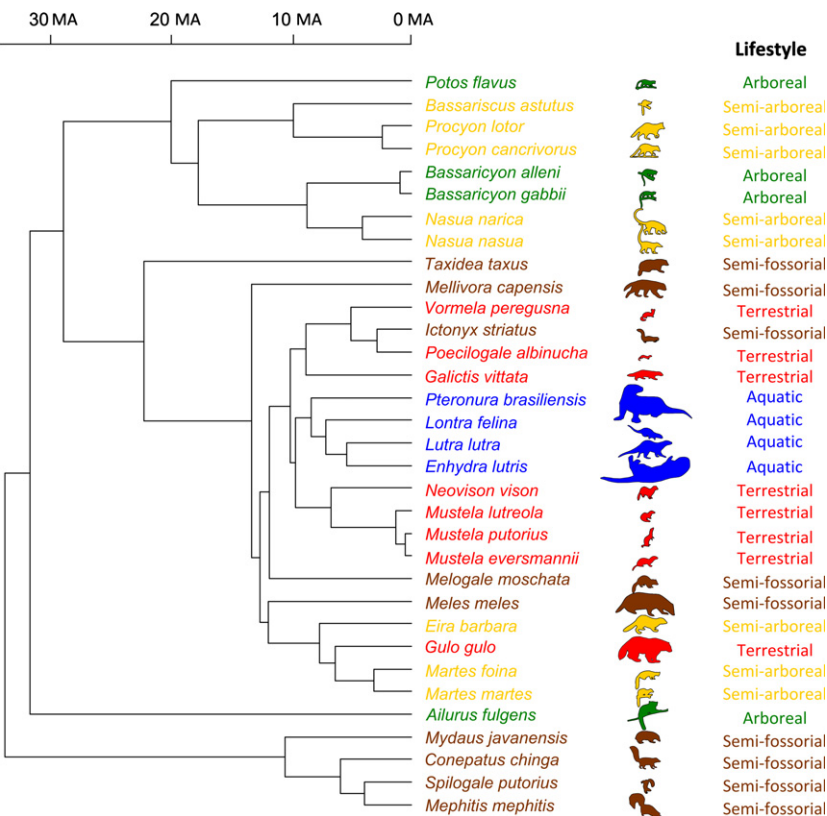 30 MA 20 MA 10 MA 0 MA
Lifestyle
Potos flavus Arboreal
Bassariscus astutus Semi-arboreal
Procyon lotor Semi-arboreal
Procyon cancrivorus Semi-arboreal
Bassaricyon alleni Arboreal
Bassaricyon gabbii Arboreal
Nasua narica Semi-arboreal
Nasua nasua Semi-arboreal
Taxidea taxus Semi-fossorial
Mellivora capensis Semi-fossorial
Vormela peregusna Terrestrial
Ictonyx striatus Semi-fossorial
Poecilogale albinucha Terrestrial
Galictis vittata Terrestrial
Pteronura brasiliensis Aquatic
Lontra felina Aquatic
Lutra lutra Aquatic
Enhydra lutris Aquatic
Neovison vison Terrestrial
Mustela lutreola Terrestrial
Mustela putorius Terrestrial
Mustela eversmannii Terrestrial
Melogale moschata Semi-fossorial
Meles meles Semi-fossorial
Eira barbara Semi-arboreal
Gulo gulo Terrestrial
Martes foina Semi-arboreal
Martes martes Semi-arboreal
Ailurus fulgens Arboreal
Mydaus javanensis Semi-fossorial
Conepatus chinga Semi-fossorial
Spilogale putorius Semi-fossorial
Mephitis mephitis Semi-fossorial